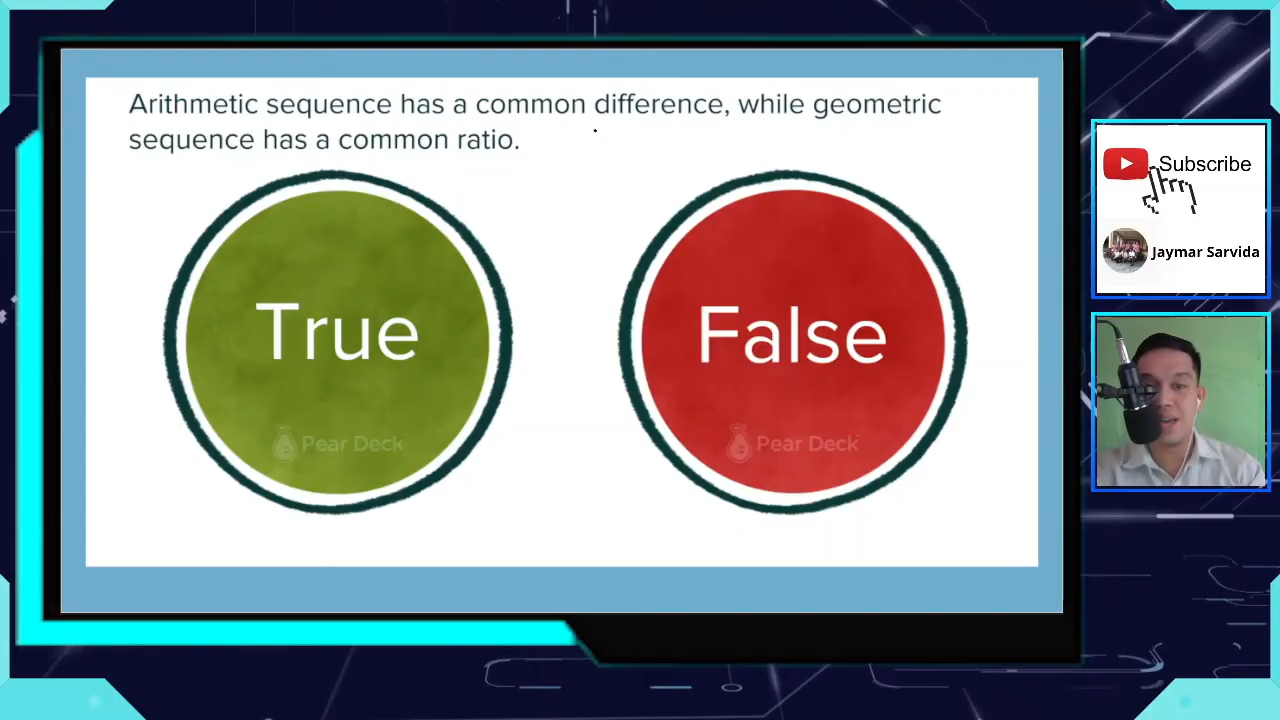 Arithmetic sequence has a common difference, while geometric
sequence has a common ratio.
True
False
Pear Deck
Pear Deck
Subscribe
Jaymar Sarvida